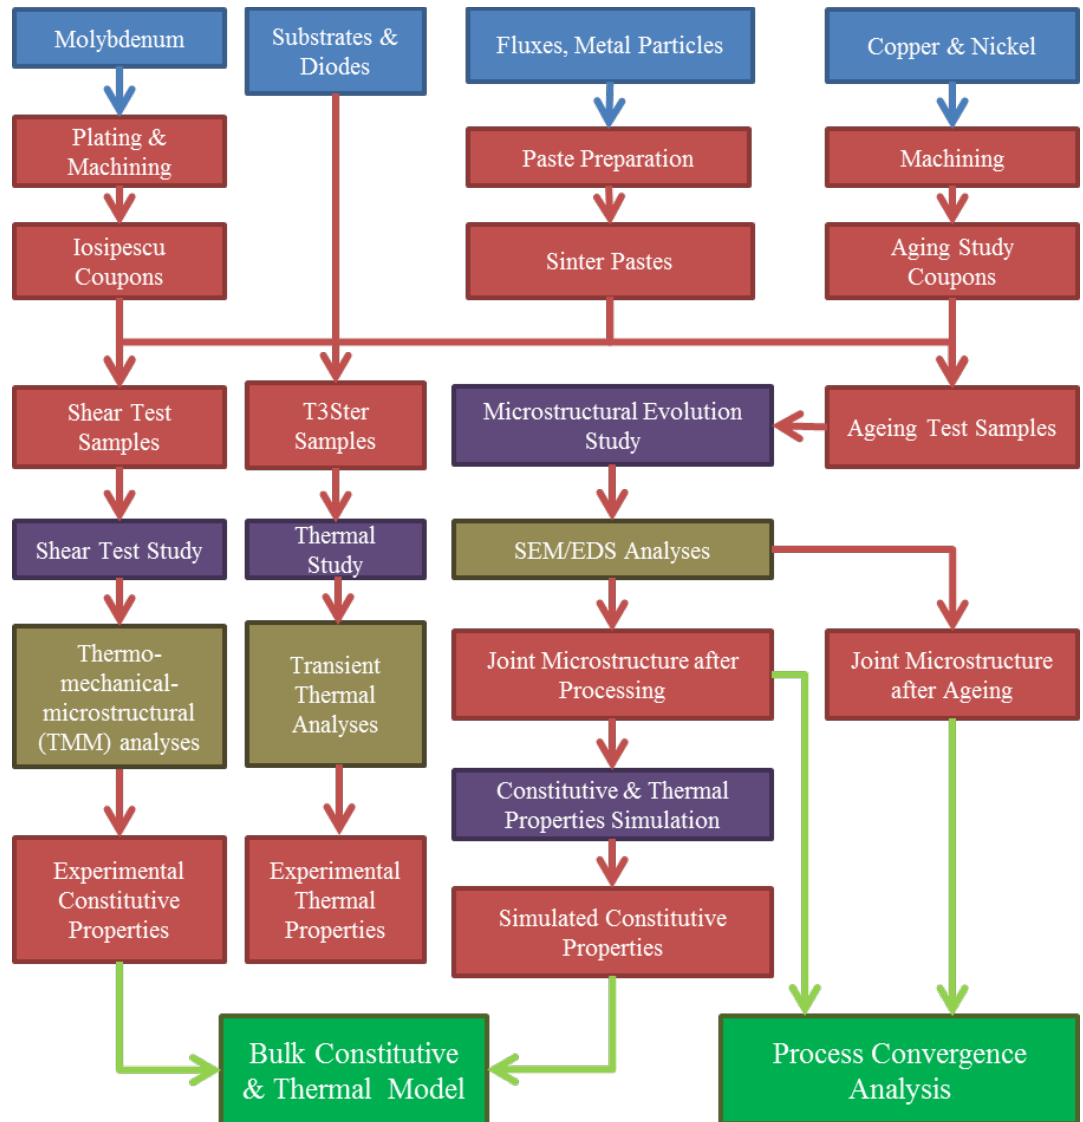 Molybdenum
Substrates &
Diodes
Fluxes, Metal Particles
Copper & Nickel
Plating &
Machining
Paste Preparation
Machining
Iosipescu
Coupons
Sinter Pastes
Aging Study
Coupons
Shear Test
Samples
T3Ster
Samples
Microstructural Evolution
Study
Ageing Test Samples
Shear Test Study
Thermal
Study
SEM/EDS Analyses
Thermo-
mechanical-
microstructural
(TMM) analyses
Transient
Thermal
Analyses
Joint Microstructure after
Processing
Joint Microstructure
after Ageing
Constitutive & Thermal
Properties Simulation
Experimental
Constitutive
Properties
Experimental
Thermal
Properties
Simulated Constitutive
Properties
Bulk Constitutive
& Thermal Model
Process Convergence
Analysis